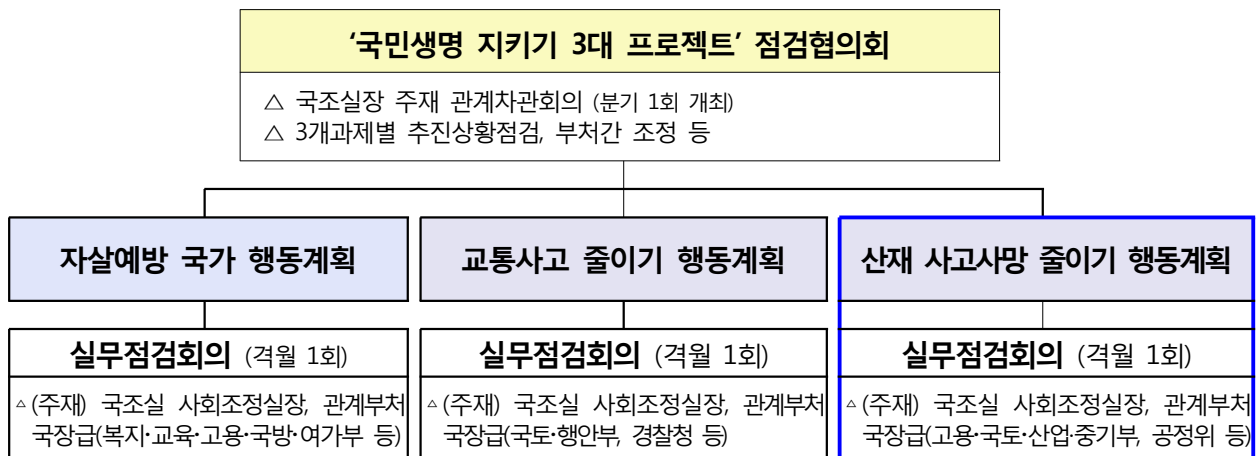 ‘국민생명 지키기 3대 프로젝트’ 점검협의회
△ 국조실장 주재 관계차관회의 (분기 1회 개최)
△ 3개과제별 추진상황점검, 부처간 조정 등
자살예방 국가 행동계획
실무점검회의 (격월 1회)
△ (주재) 국조실 사회조정실장, 관계부처
국장급(복지·교육·고용·국방·여가부 등)
교통사고 줄이기 행동계획
실무점검회의 (격월 1회)
△ (주재) 국조실 사회조정실장, 관계부처
국장급(국토·행안부, 경찰청 등)
산재 사고사망 줄이기 행동계획
실무점검회의 (격월 1회)
△ (주재) 국조실 사회조정실장, 관계부처
국장급(고용·국토·산업·중기부, 공정위 등)